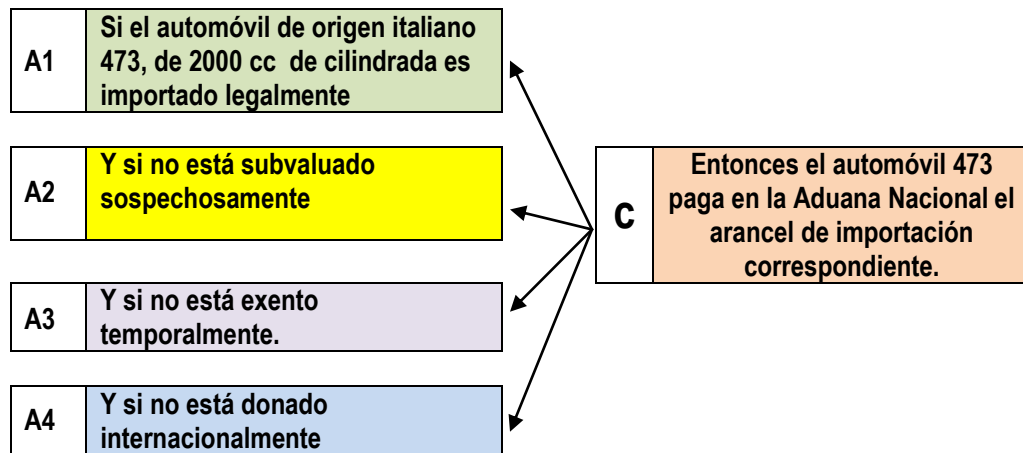 A1
Si el automóvil de origen italiano
473, de 2000 cc de cilindrada es
importado legalmente
A2
Y si no está subvaluado
sospechosamente
A3
Y si no está exento
temporalmente.
A4
Y si no está donado
internacionalmente
C
Entonces el automóvil 473
paga en la Aduana Nacional el
arancel de importación
correspondiente.